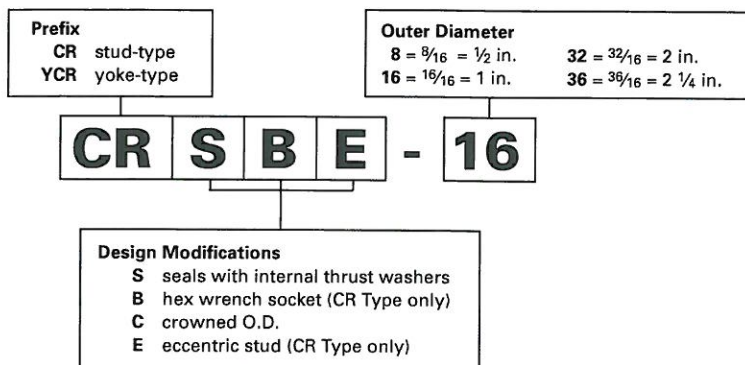 Prefix
CR stud-type
YCR yoke-type
Outer Diameter
8 = 8/16 = 1/2 in. 32 = 32/16 = 2 in.
16 = 16/16 = 1 in. 36 = 36/16 = 2 1/4 in.
CR S B E - 16
Design Modifications
S seals with internal thrust washers
B hex wrench socket (CR Type only)
C crowned O.D.
E eccentric stud (CR Type only)